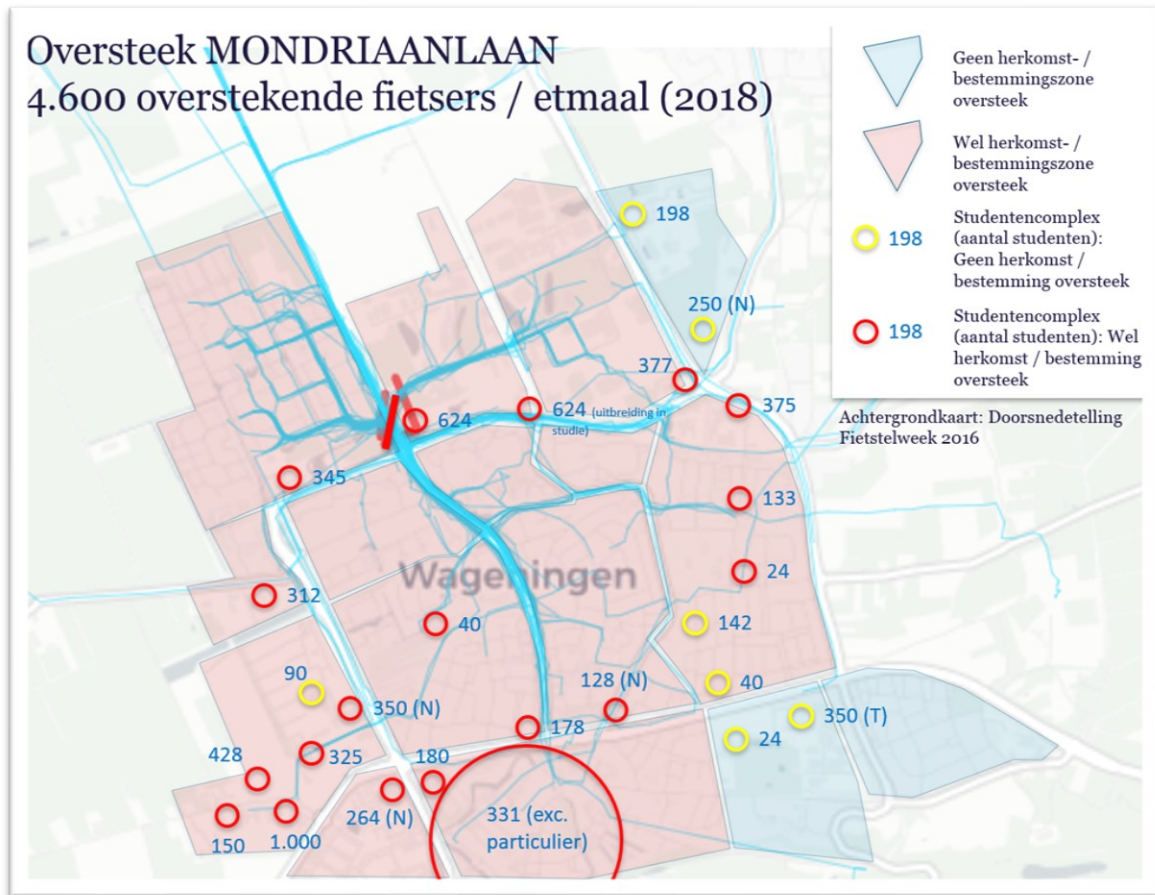 Oversteek MONDRIAANLAAN
4.600 overstekende fietsers / etmaal (2018)
Geen herkomst- /
bestemmingszone
oversteek
Wel herkomst- /
bestemmingszone
oversteek
198
Studentencomplex
(aantal studenten):
Geen herkomst /
bestemming oversteek
198
Studentencomplex
(aantal studenten): Wel
herkomst / bestemming
oversteek
Achtergrondkaart: Doorsnedetelling
Fietstelweek 2016
198
250 (N)
377
375
624
624 (uitbreiding in
studie)
345
133
24
Wageningen
312
40
142
40
90
350 (N)
128 (N)
178
350 (T)
24
428
325
180
264 (N)
150
1.000
331 (exc.
particulier)